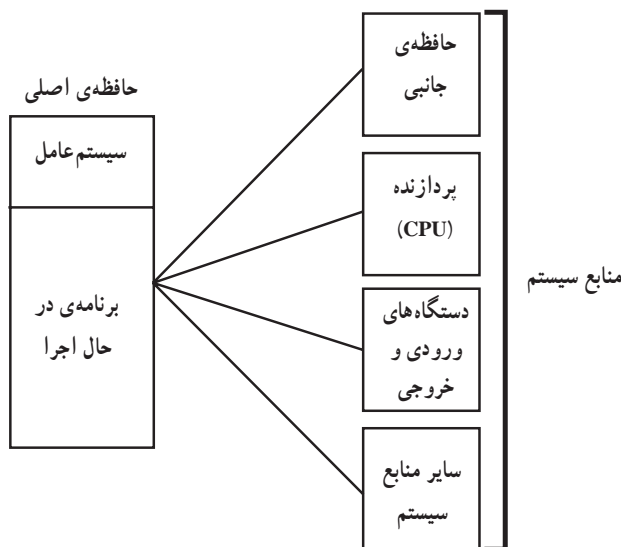 حافظه‌ی اصلی
سیستم‌عامل
برنامه‌ی در
حال اجرا
حافظه‌ی
جانبی
پردازنده
(CPU)
دستگاه‌های
ورودی و
خروجی
سایر منابع
سیستم
منابع سیستم